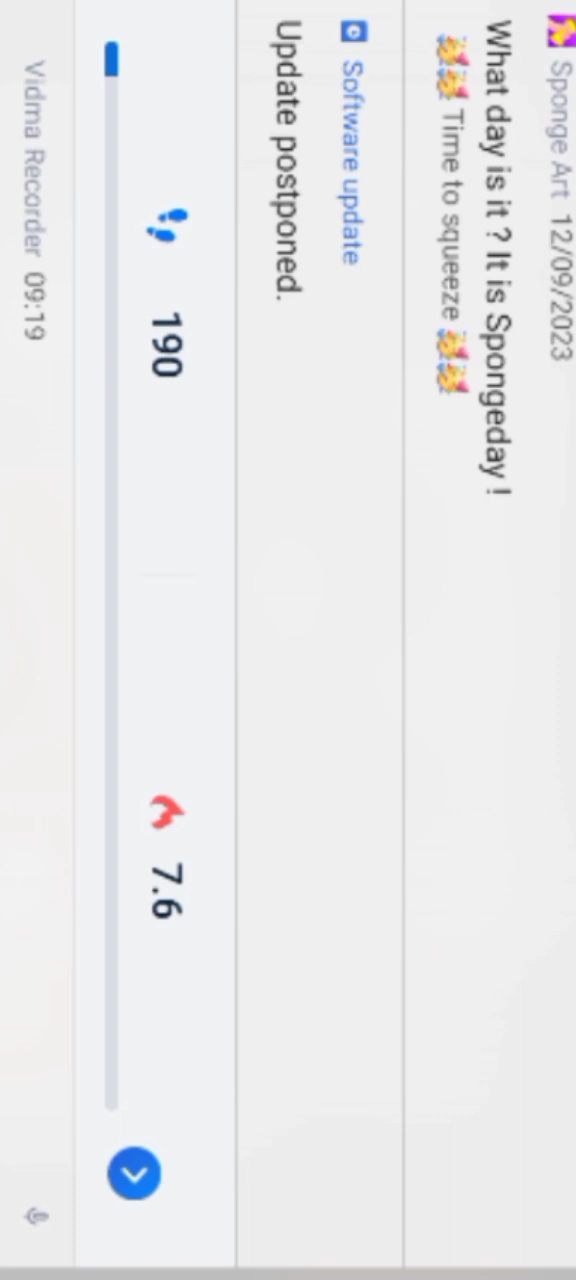 Sponge Art 12/09/2023
What day is it ? It is Spongeday !
🥳🥳 Time to squeeze 🥳🥳
Software update
Update postponed.
190 7.6
Vidma Recorder 09:19